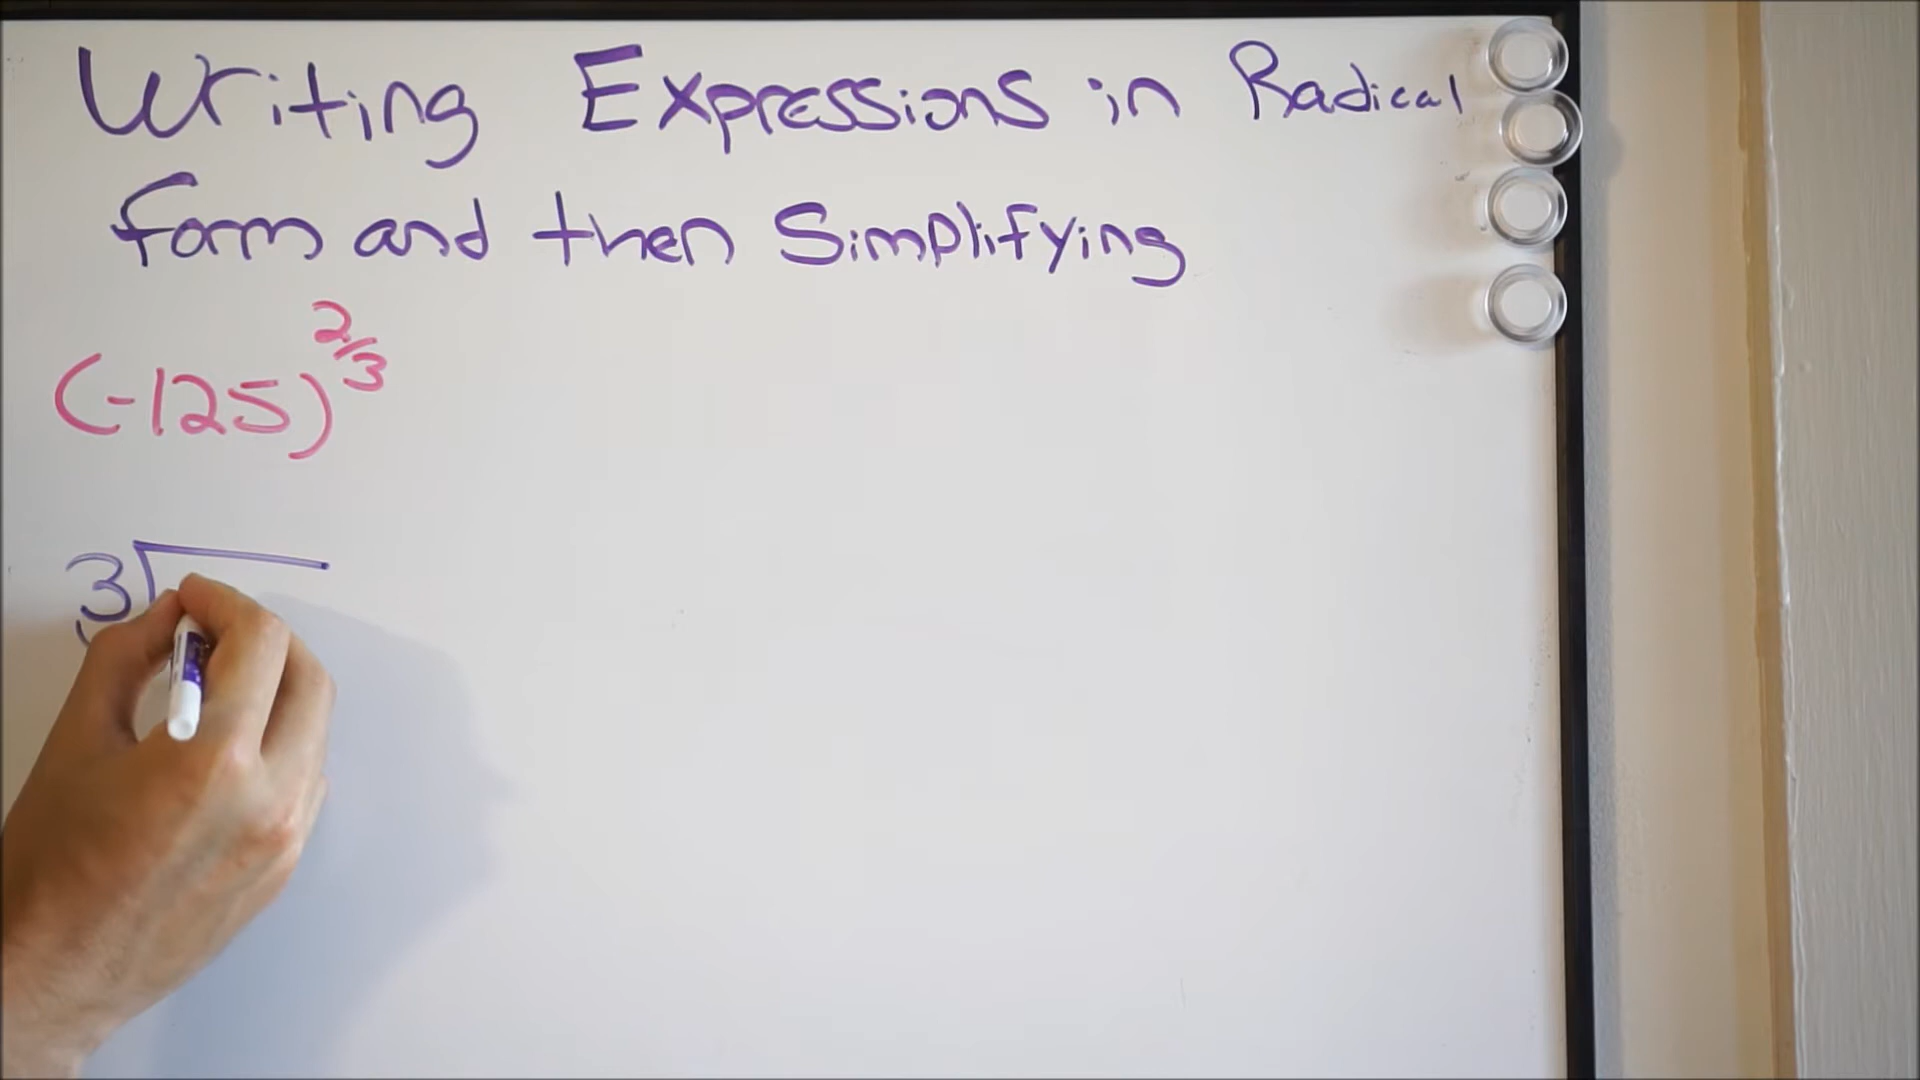 Writing Expressions in Radical
form and then Simplifying
(-125)^2/3
3√